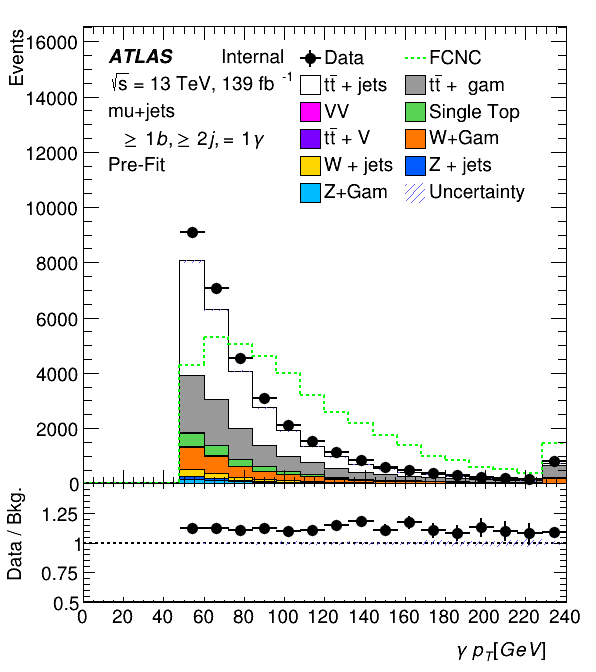 Events
16000
14000
12000
10000
8000
6000
4000
2000
0
ATLAS Internal
√s = 13 TeV, 139 fb⁻¹
mu+jets
≥ 1b, ≥ 2j, = 1γ
Pre-Fit
Data FCNC
tt̄ + jets tt̄ + gam
VV Single Top
tt̄ + V W+Gam
W + jets Z + jets
Z+Gam Uncertainty
Data / Bkg.
1.25
1
0.75
0.5
0 20 40 60 80 100 120 140 160 180 200 220 240
γ p_T[GeV]